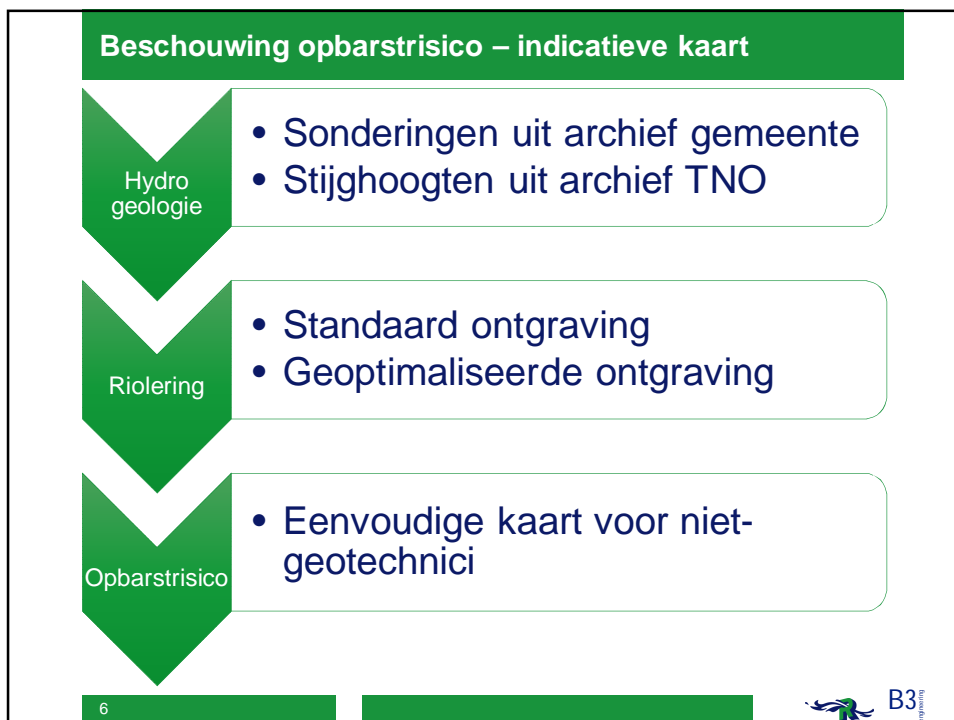 Beschouwing opbarstrisico – indicatieve kaart
Hydro
geologie
• Sonderingen uit archief gemeente
• Stijghoogten uit archief TNO
Riolering
• Standaard ontgraving
• Geoptimaliseerde ontgraving
Opbarstrisico
• Eenvoudige kaart voor niet-
geotechnici
6
B3